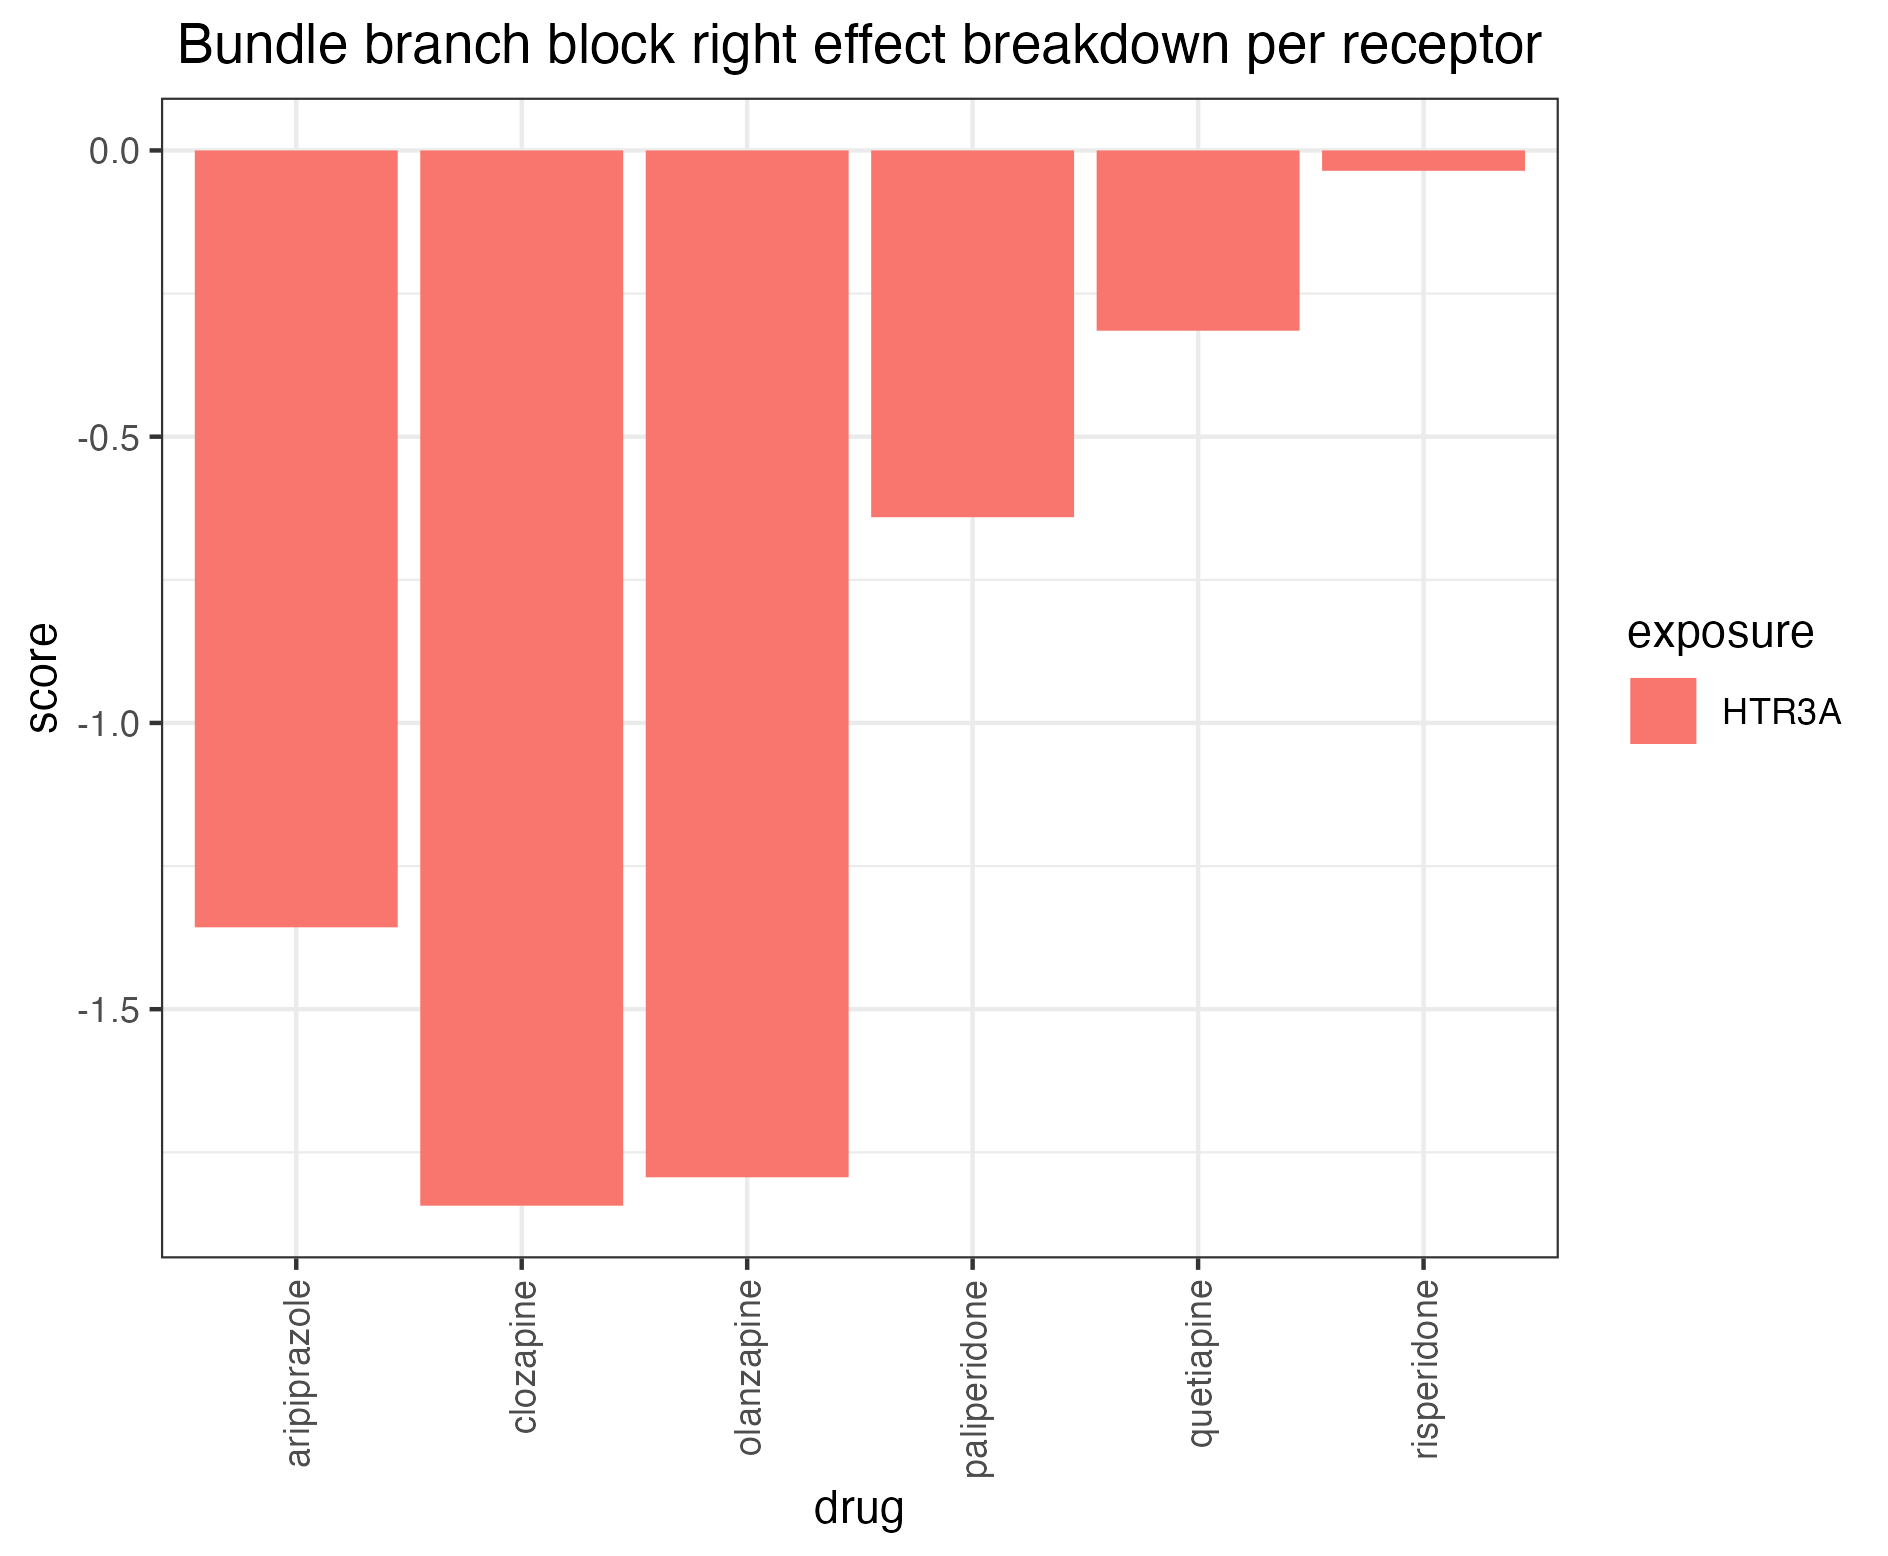 Bundle branch block right effect breakdown per receptor
0.0
-0.5
-1.0
-1.5
score
aripiprazole
clozapine
olanzapine
paliperidone
quetiapine
risperidone
drug
exposure
HTR3A